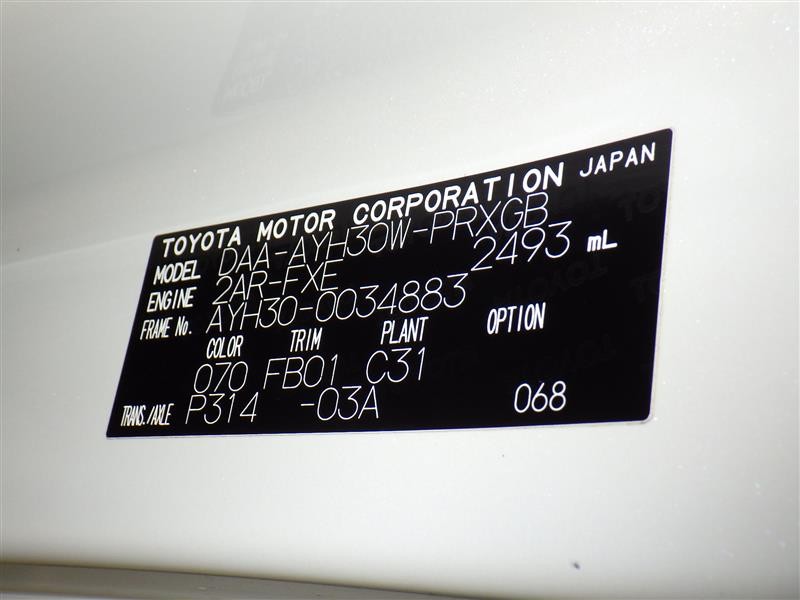 TOYOTA MOTOR CORPORATION JAPAN
MODEL DAA-AYH30W-PRXGB
ENGINE 2AR-FXE 2493 mL
FRAME No. AYH30-0034883
COLOR TRIM PLANT OPTION
070 FB01 C31
TRANS./AXLE P314 -03A 068